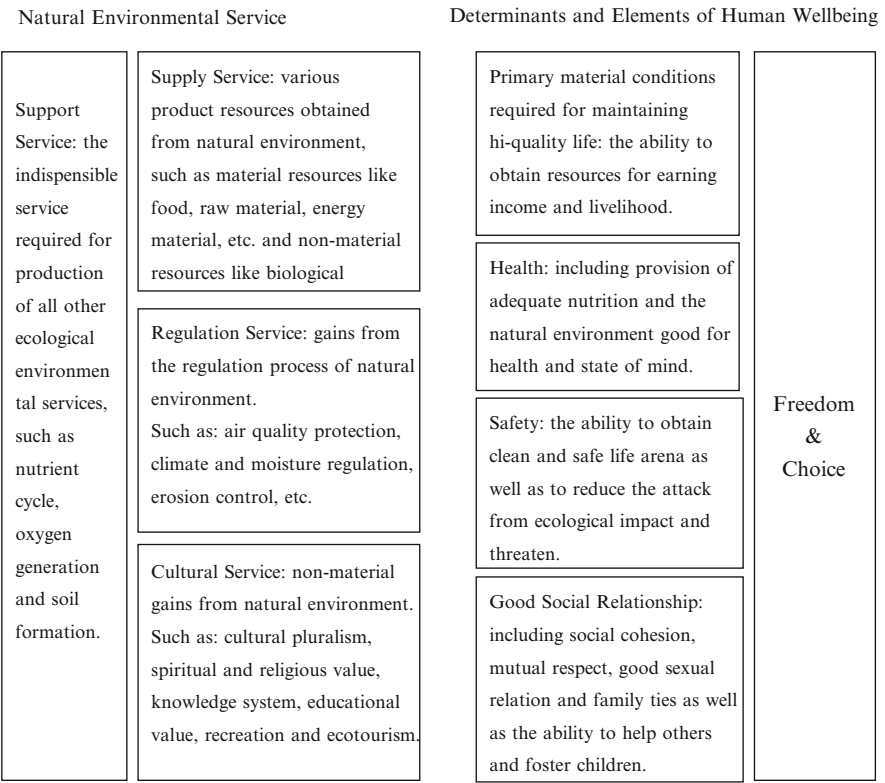 Natural Environmental Service
Support
Service: the
indispensible
service
required for
production
of all other
ecological
environmen
tal services,
such as
nutrient
cycle,
oxygen
generation
and soil
formation.
Supply Service: various
product resources obtained
from natural environment,
such as material resources like
food, raw material, energy
material, etc. and non-material
resources like biological
Regulation Service: gains from
the regulation process of natural
environment.
Such as: air quality protection,
climate and moisture regulation,
erosion control, etc.
Cultural Service: non-material
gains from natural environment.
Such as: cultural pluralism,
spiritual and religious value,
knowledge system, educational
value, recreation and ecotourism.
Determinants and Elements of Human Wellbeing
Primary material conditions
required for maintaining
hi-quality life: the ability to
obtain resources for earning
income and livelihood.
Health: including provision of
adequate nutrition and the
natural environment good for
health and state of mind.
Safety: the ability to obtain
clean and safe life arena as
well as to reduce the attack
from ecological impact and
threaten.
Good Social Relationship:
including social cohesion,
mutual respect, good sexual
relation and family ties as well
as the ability to help others
and foster children.
Freedom
&
Choice